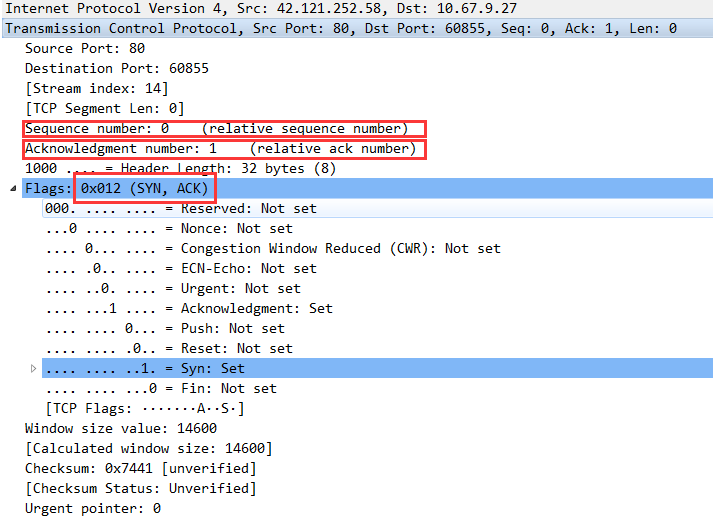 Internet Protocol Version 4, Src: 42.121.252.58, Dst: 10.67.9.27
Transmission Control Protocol, Src Port: 80, Dst Port: 60855, Seq: 0, Ack: 1, Len: 0
Source Port: 80
Destination Port: 60855
[Stream index: 14]
[TCP Segment Len: 0]
Sequence number: 0    (relative sequence number)
Acknowledgment number: 1    (relative ack number)
1000 .... = Header Length: 32 bytes (8)
Flags: 0x012 (SYN, ACK)
000. .... .... = Reserved: Not set
...0 .... .... = Nonce: Not set
.... 0... .... = Congestion Window Reduced (CWR): Not set
.... .0.. .... = ECN-Echo: Not set
.... ..0. .... = Urgent: Not set
.... ...1 .... = Acknowledgment: Set
.... .... 0... = Push: Not set
.... .... .0.. = Reset: Not set
.... .... ..1. = Syn: Set
.... .... ...0 = Fin: Not set
[TCP Flags: ·······A··S·]
Window size value: 14600
[Calculated window size: 14600]
Checksum: 0x7441 [unverified]
[Checksum Status: Unverified]
Urgent pointer: 0